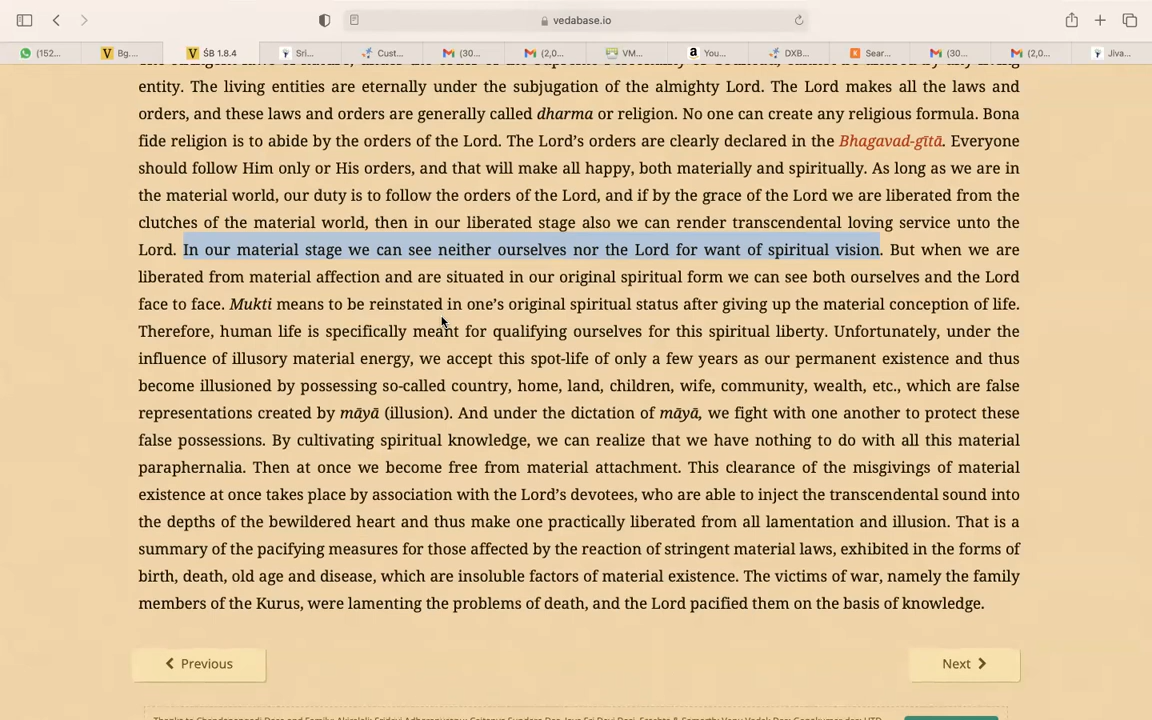 vedabase.io
(152...
Bg....
ŚB 1.8.4
Sri...
Cust...
(30...
(2,0...
VM...
You...
DXB...
Sear...
(30...
(2,0...
Jiva...
entity. The living entities are eternally under the subjugation of the almighty Lord. The Lord makes all the laws and
orders, and these laws and orders are generally called dharma or religion. No one can create any religious formula. Bona
fide religion is to abide by the orders of the Lord. The Lord’s orders are clearly declared in the Bhagavad-gītā. Everyone
should follow Him only or His orders, and that will make all happy, both materially and spiritually. As long as we are in
the material world, our duty is to follow the orders of the Lord, and if by the grace of the Lord we are liberated from the
clutches of the material world, then in our liberated stage also we can render transcendental loving service unto the
Lord. In our material stage we can see neither ourselves nor the Lord for want of spiritual vision. But when we are
liberated from material affection and are situated in our original spiritual form we can see both ourselves and the Lord
face to face. Mukti means to be reinstated in one’s original spiritual status after giving up the material conception of life.
Therefore, human life is specifically meant for qualifying ourselves for this spiritual liberty. Unfortunately, under the
influence of illusory material energy, we accept this spot-life of only a few years as our permanent existence and thus
become illusioned by possessing so-called country, home, land, children, wife, community, wealth, etc., which are false
representations created by māyā (illusion). And under the dictation of māyā, we fight with one another to protect these
false possessions. By cultivating spiritual knowledge, we can realize that we have nothing to do with all this material
paraphernalia. Then at once we become free from material attachment. This clearance of the misgivings of material
existence at once takes place by association with the Lord’s devotees, who are able to inject the transcendental sound into
the depths of the bewildered heart and thus make one practically liberated from all lamentation and illusion. That is a
summary of the pacifying measures for those affected by the reaction of stringent material laws, exhibited in the forms of
birth, death, old age and disease, which are insoluble factors of material existence. The victims of war, namely the family
members of the Kurus, were lamenting the problems of death, and the Lord pacified them on the basis of knowledge.
Previous
Next